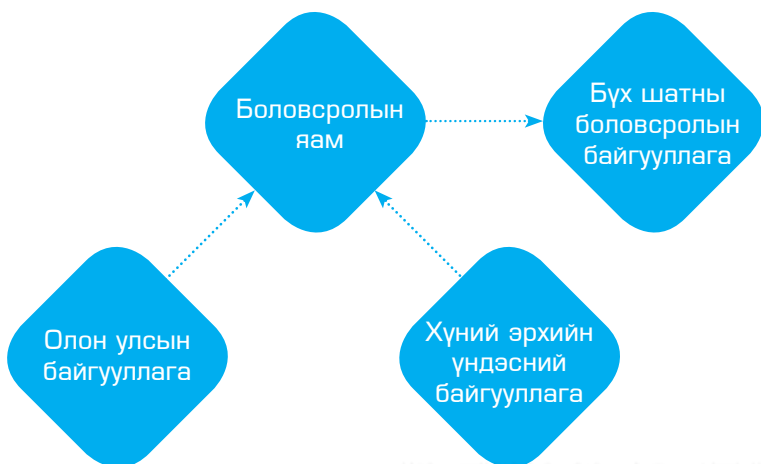 Боловсролын
яам
Бүх шатны
боловсролын
байгууллага
Олон улсын
байгууллага
Хүний эрхийн
үндэсний
байгууллага